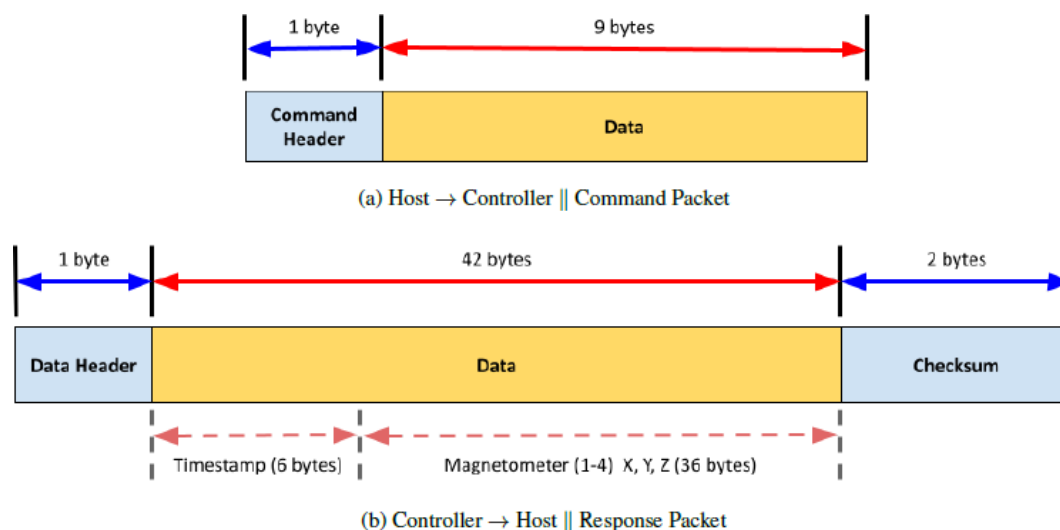 1 byte 9 bytes
Command Data
Header
(a) Host → Controller || Command Packet
1 byte 42 bytes 2 bytes
Data Header Data Checksum
Timestamp (6 bytes) Magnetometer (1-4) X, Y, Z (36 bytes)
(b) Controller → Host || Response Packet